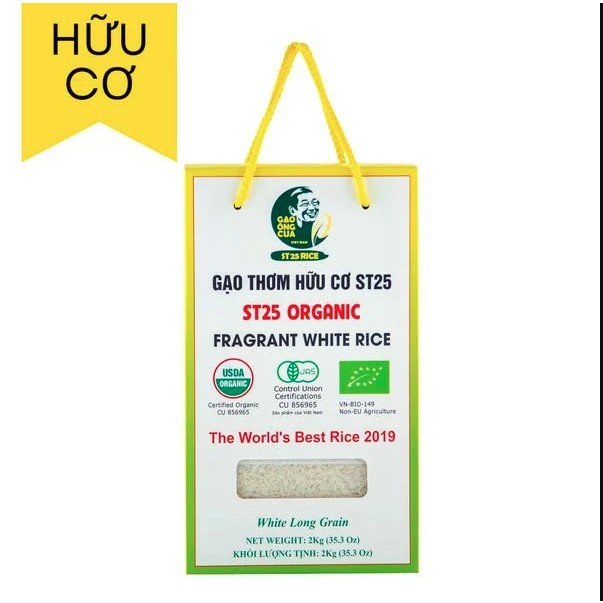 HỮU
CƠ
GẠO
ÔNG
CUA
VIỆT NAM
ST25 RICE
GẠO THƠM HỮU CƠ ST25
ST25 ORGANIC
FRAGRANT WHITE RICE
USDA
ORGANIC
JAS
Certified Organic
CU 856965
Control Union
Certifications
CU 856965
Sản phẩm của Việt Nam
VN-BIO-149
Non-EU Agriculture
The World's Best Rice 2019
White Long Grain
NET WEIGHT: 2Kg (35.3 Oz)
KHỐI LƯỢNG TỊNH: 2Kg (35.3 Oz)